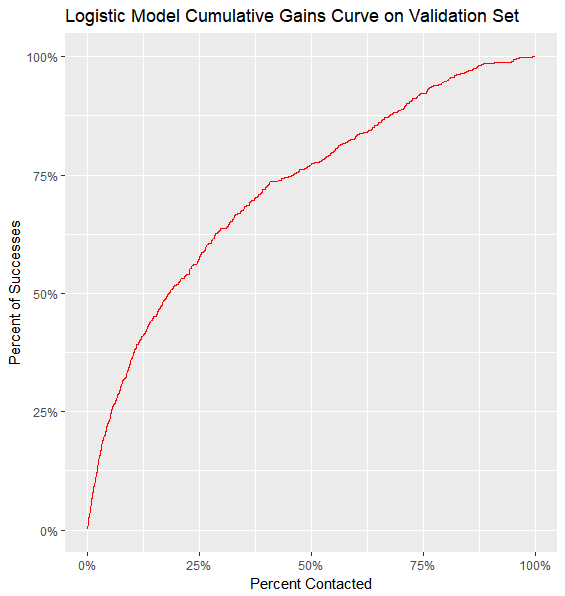 Logistic Model Cumulative Gains Curve on Validation Set
100%
75%
50%
25%
0%
Percent of Successes
0% 25% 50% 75% 100%
Percent Contacted